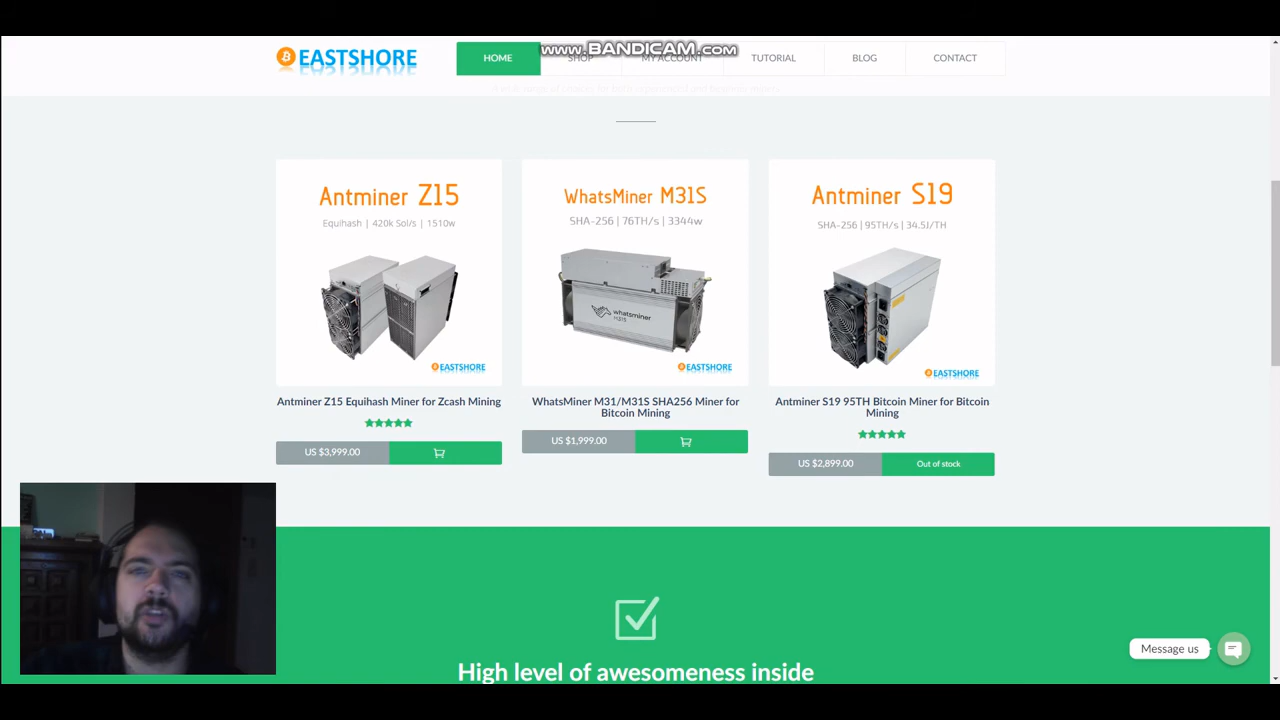 www.BANDICAM.com
EASTSHORE
HOME
SHOP
MY ACCOUNT
TUTORIAL
BLOG
CONTACT
Antminer Z15
Equihash | 420k Sol/s | 1510w
EASTSHORE
Antminer Z15 Equihash Miner for Zcash Mining
US $3,999.00
WhatsMiner M31S
SHA-256 | 76TH/s | 3344w
whatsminer
M31S
EASTSHORE
WhatsMiner M31/M31S SHA256 Miner for
Bitcoin Mining
US $1,999.00
Antminer S19
SHA-256 | 95TH/s | 34.5J/TH
EASTSHORE
Antminer S19 95TH Bitcoin Miner for Bitcoin
Mining
US $2,899.00
Out of stock
High level of awesomeness inside
Message us